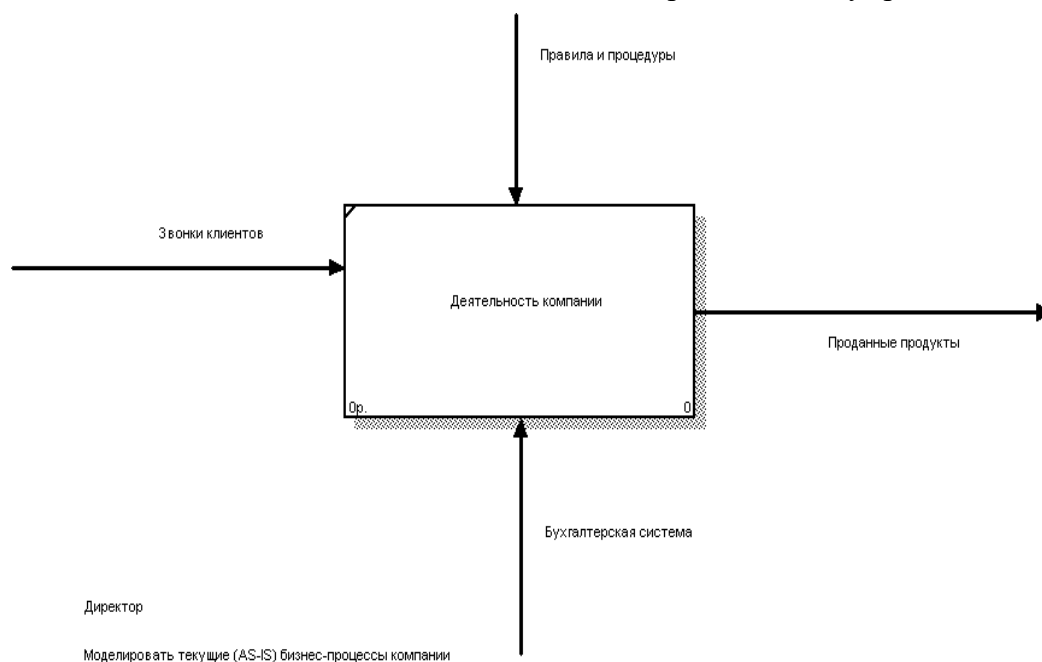 Правила и процедуры
Звонки клиентов
Деятельность компании
Проданные продукты
0р.
0
Бухгалтерская система
Директор
Моделировать текущие (AS-IS) бизнес-процессы компании